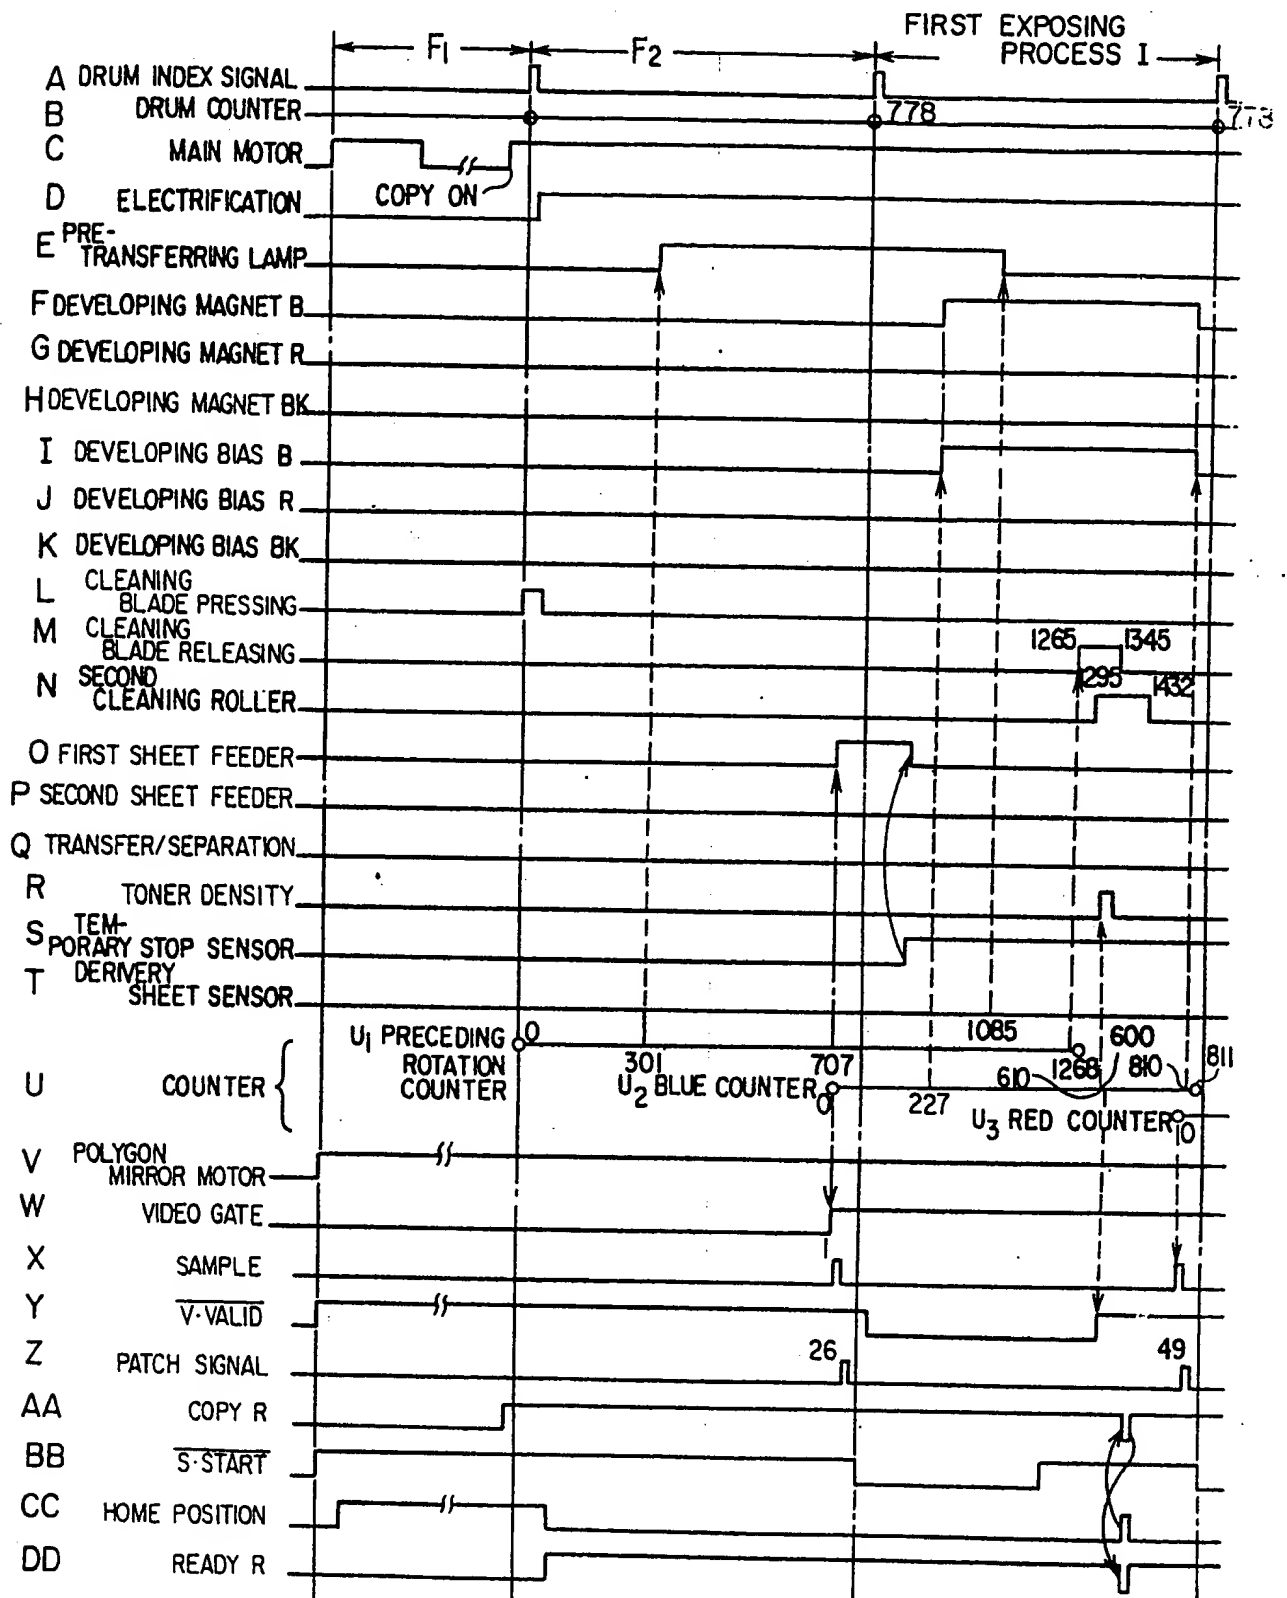 FIRST EXPOSING
F1 F2 PROCESS I
A DRUM INDEX SIGNAL
B DRUM COUNTER 778 778
C MAIN MOTOR
COPY ON
D ELECTRIFICATION
E PRE-
TRANSFERRING LAMP
F DEVELOPING MAGNET B
G DEVELOPING MAGNET R
H DEVELOPING MAGNET BK
I DEVELOPING BIAS B
J DEVELOPING BIAS R
K DEVELOPING BIAS BK
L CLEANING
BLADE PRESSING
M CLEANING 1265 1345
BLADE RELEASING
N SECOND 1295 1432
CLEANING ROLLER
O FIRST SHEET FEEDER
P SECOND SHEET FEEDER
Q TRANSFER/SEPARATION
R TONER DENSITY
S TEM-
PORARY STOP SENSOR
T DERIVERY
SHEET SENSOR
U1 PRECEDING 0 1085 600
ROTATION 301 707 1268 810 811
U COUNTER COUNTER U2 BLUE COUNTER 0 227 610
U3 RED COUNTER 0
1
V POLYGON
MIRROR MOTOR
W VIDEO GATE
1
X SAMPLE
Y V·VALID
Z PATCH SIGNAL 26 49
AA COPY R
BB S·START
CC HOME POSITION
DD READY R